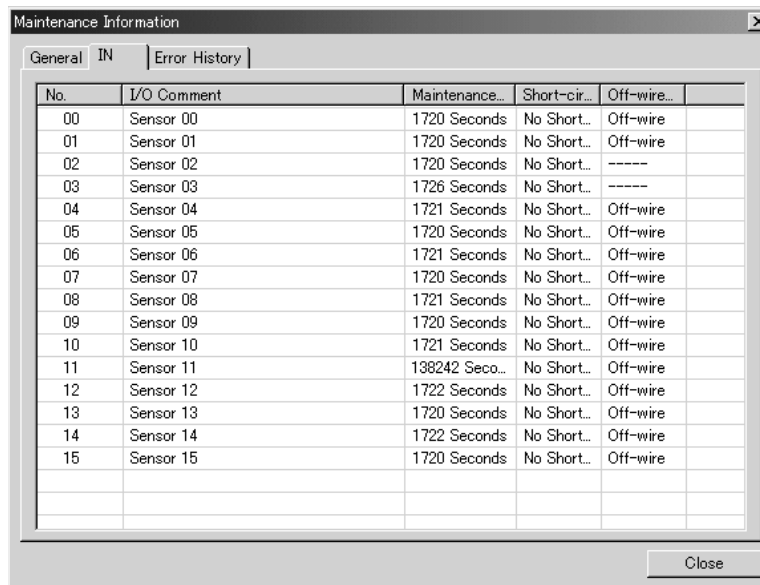 Maintenance Information
General IN Error History
No. I/O Comment Maintenance... Short-cir... Off-wire...
00 Sensor 00 1720 Seconds No Short... Off-wire
01 Sensor 01 1720 Seconds No Short... Off-wire
02 Sensor 02 1720 Seconds No Short... -----
03 Sensor 03 1726 Seconds No Short... -----
04 Sensor 04 1721 Seconds No Short... Off-wire
05 Sensor 05 1720 Seconds No Short... Off-wire
06 Sensor 06 1721 Seconds No Short... Off-wire
07 Sensor 07 1720 Seconds No Short... Off-wire
08 Sensor 08 1721 Seconds No Short... Off-wire
09 Sensor 09 1720 Seconds No Short... Off-wire
10 Sensor 10 1721 Seconds No Short... Off-wire
11 Sensor 11 138242 Seco... No Short... Off-wire
12 Sensor 12 1722 Seconds No Short... Off-wire
13 Sensor 13 1720 Seconds No Short... Off-wire
14 Sensor 14 1722 Seconds No Short... Off-wire
15 Sensor 15 1720 Seconds No Short... Off-wire
Close